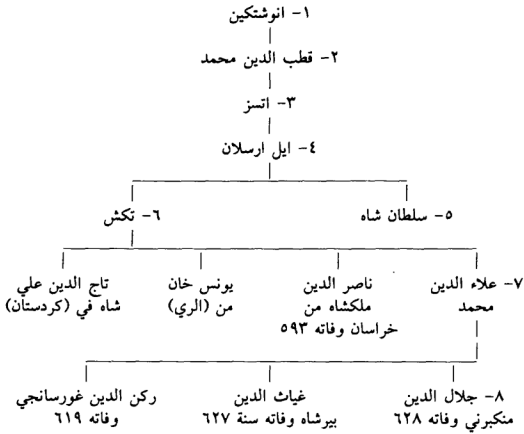 ١- انوشتكين
٢- قطب الدين محمد
٣- اتسز
٤- ايل ارسلان
٥- سلطان شاه
٦- تكش
٧- علاء الدين
محمد
ناصر الدين
ملكشاه من
خراسان وفاته ٥٩٣
يونس خان
من (الري)
تاج الدين علي
شاه في (كردستان)
٨- جلال الدين
منكبرني وفاته ٦٢٨
غياث الدين
بيرشاه وفاته سنة ٦٢٧
ركن الدين غورسانجي
وفاته ٦١٩